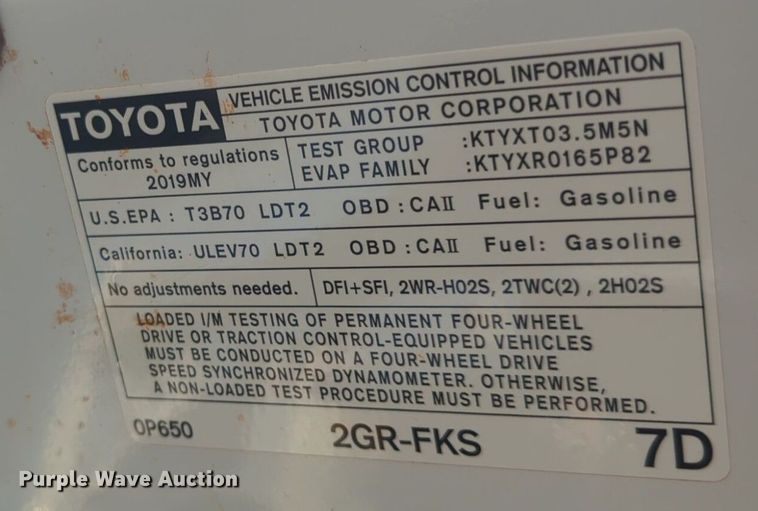 TOYOTA
VEHICLE EMISSION CONTROL INFORMATION
TOYOTA MOTOR CORPORATION
Conforms to regulations
2019MY
TEST GROUP :KTYXT03.5M5N
EVAP FAMILY :KTYXR0165P82
U.S.EPA : T3B70 LDT2 OBD : CAII Fuel: Gasoline
California: ULEV70 LDT2 OBD : CAII Fuel: Gasoline
No adjustments needed. DFI+SFI, 2WR-HO2S, 2TWC(2) , 2HO2S
LOADED I/M TESTING OF PERMANENT FOUR-WHEEL
DRIVE OR TRACTION CONTROL-EQUIPPED VEHICLES
MUST BE CONDUCTED ON A FOUR-WHEEL DRIVE
SPEED SYNCHRONIZED DYNAMOMETER. OTHERWISE,
A NON-LOADED TEST PROCEDURE MUST BE PERFORMED.
OP650 2GR-FKS 7D
Purple Wave Auction